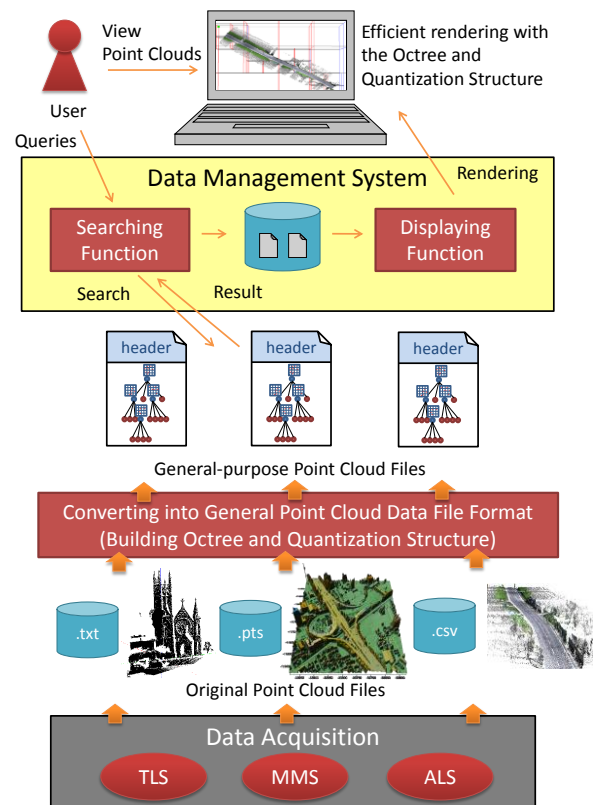 View
Point Clouds
Efficient rendering with
the Octree and
Quantization Structure
User
Queries
Rendering
Data Management System
Searching
Function
Displaying
Function
Search
Result
header
header
header
General-purpose Point Cloud Files
Converting into General Point Cloud Data File Format
(Building Octree and Quantization Structure)
.txt
.pts
.csv
Original Point Cloud Files
Data Acquisition
TLS
MMS
ALS